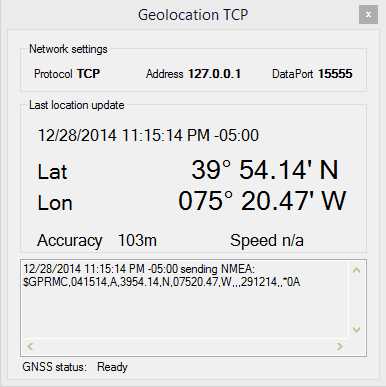 Geolocation TCP
x
Network settings
Protocol TCP Address 127.0.0.1 DataPort 15555
Last location update
12/28/2014 11:15:14 PM -05:00
Lat 39° 54.14' N
Lon 075° 20.47' W
Accuracy 103m Speed n/a
12/28/2014 11:15:14 PM -05:00 sending NMEA:
$GPRMC,041514,A,3954.14,N,07520.47,W,,,291214,,*0A
GNSS status: Ready